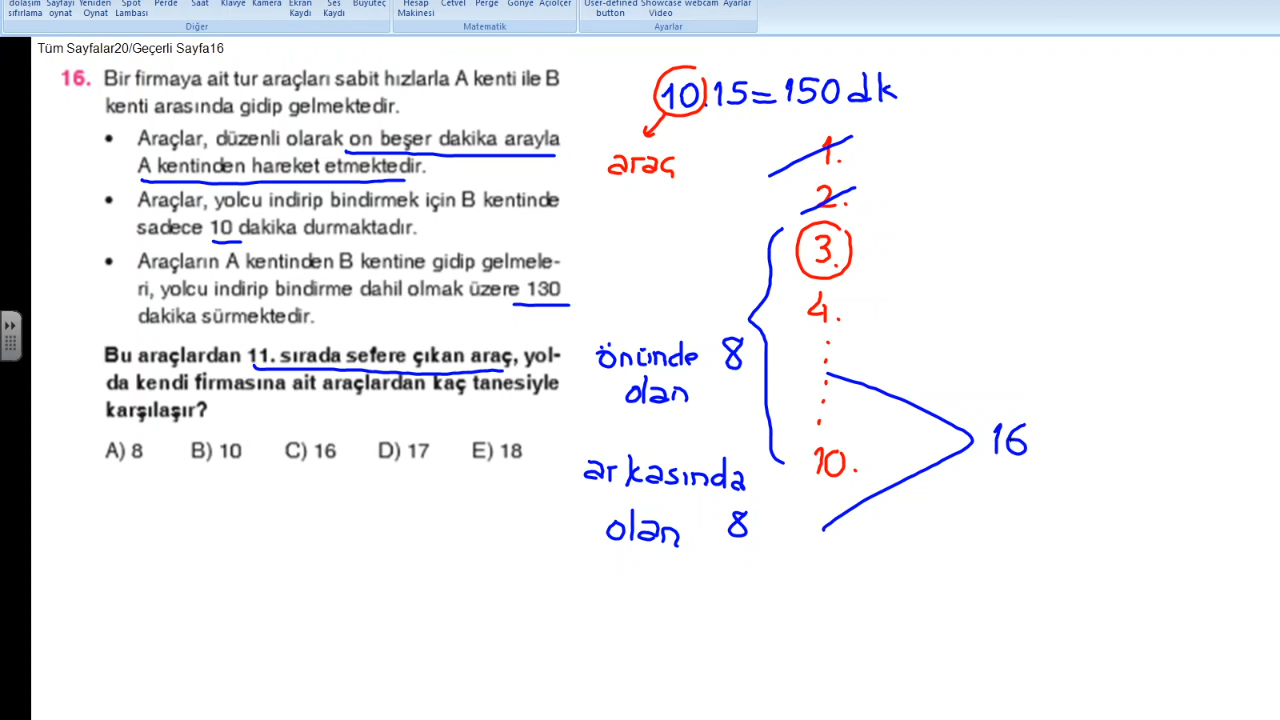 dolaşım Sayfayı Yeniden Perde Saat Klavye Kamera Ekran Ses Büyüteç Hesap Cetvel Perge Gönye Açıölçer User-defined Showcase webcam Ayarlar
sıfırlama oynat Oynat Lambası Kaydı Kaydı Makinesi button Video
Diğer Matematik Ayarlar
Tüm Sayfalar20/Geçerli Sayfa16
16. Bir firmaya ait tur araçları sabit hızlarla A kenti ile B
kenti arasında gidip gelmektedir.
• Araçlar, düzenli olarak on beşer dakika arayla
A kentinden hareket etmektedir.
• Araçlar, yolcu indirip bindirmek için B kentinde
sadece 10 dakika durmaktadır.
• Araçların A kentinden B kentine gidip gelmele-
ri, yolcu indirip bindirme dahil olmak üzere 130
dakika sürmektedir.
Bu araçlardan 11. sırada sefere çıkan araç, yol-
da kendi firmasına ait araçlardan kaç tanesiyle
karşılaşır?
A) 8 B) 10 C) 16 D) 17 E) 18
10.15=150 dk
araç
1.
2.
3.
4.
önünde 8
olan
10.
16
arkasında
olan 8